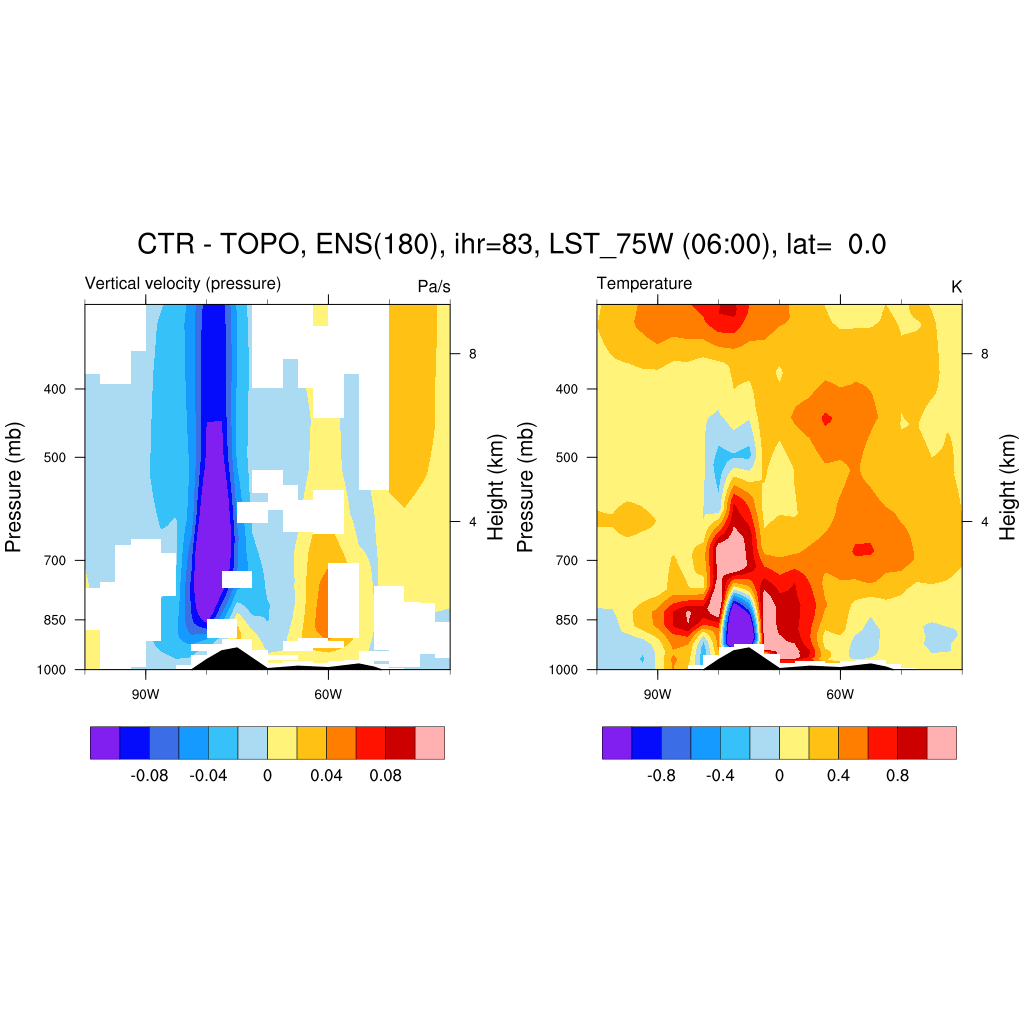 CTR - TOPO, ENS(180), ihr=83, LST_75W (06:00), lat=  0.0
Vertical velocity (pressure) Pa/s
Pressure (mb)
400
500
700
850
1000
8
4
Height (km)
90W 60W
-0.08 -0.04 0 0.04 0.08
Temperature K
Pressure (mb)
400
500
700
850
1000
8
4
Height (km)
90W 60W
-0.8 -0.4 0 0.4 0.8